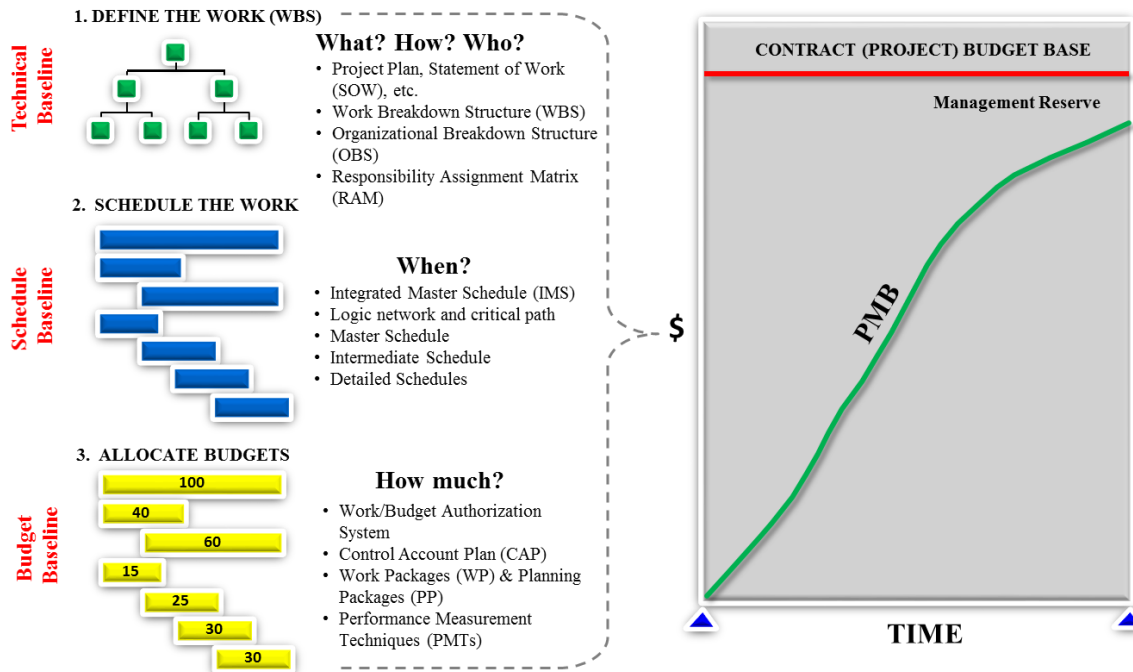 1. DEFINE THE WORK (WBS)
Technical
Baseline
What? How? Who?
• Project Plan, Statement of Work
(SOW), etc.
• Work Breakdown Structure (WBS)
• Organizational Breakdown Structure
(OBS)
• Responsibility Assignment Matrix
(RAM)
2. SCHEDULE THE WORK
Schedule
Baseline
When?
• Integrated Master Schedule (IMS)
• Logic network and critical path
• Master Schedule
• Intermediate Schedule
• Detailed Schedules
3. ALLOCATE BUDGETS
Budget
Baseline
100
40
60
15
25
30
30
How much?
• Work/Budget Authorization
System
• Control Account Plan (CAP)
• Work Packages (WP) & Planning
Packages (PP)
• Performance Measurement
Techniques (PMTs)
$
CONTRACT (PROJECT) BUDGET BASE
Management Reserve
PMB
TIME